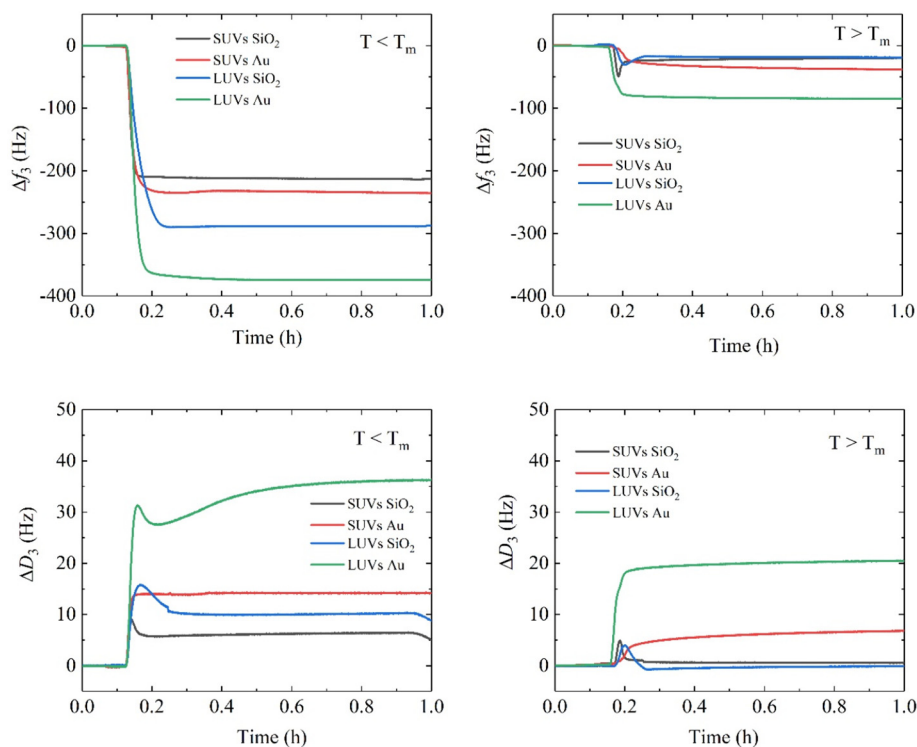 T < Tm
SUVs SiO2
SUVs Au
LUVs SiO2
LUVs Au
Δf3 (Hz)
0
-100
-200
-300
-400
0.0 0.2 0.4 0.6 0.8 1.0
Time (h)
T > Tm
SUVs SiO2
SUVs Au
LUVs SiO2
LUVs Au
Δf3 (Hz)
0
-100
-200
-300
-400
0.0 0.2 0.4 0.6 0.8 1.0
Time (h)
T < Tm
SUVs SiO2
SUVs Au
LUVs SiO2
LUVs Au
ΔD3 (Hz)
50
40
30
20
10
0
0.0 0.2 0.4 0.6 0.8 1.0
Time (h)
T > Tm
SUVs SiO2
SUVs Au
LUVs SiO2
LUVs Au
ΔD3 (Hz)
50
40
30
20
10
0
0.0 0.2 0.4 0.6 0.8 1.0
Time (h)